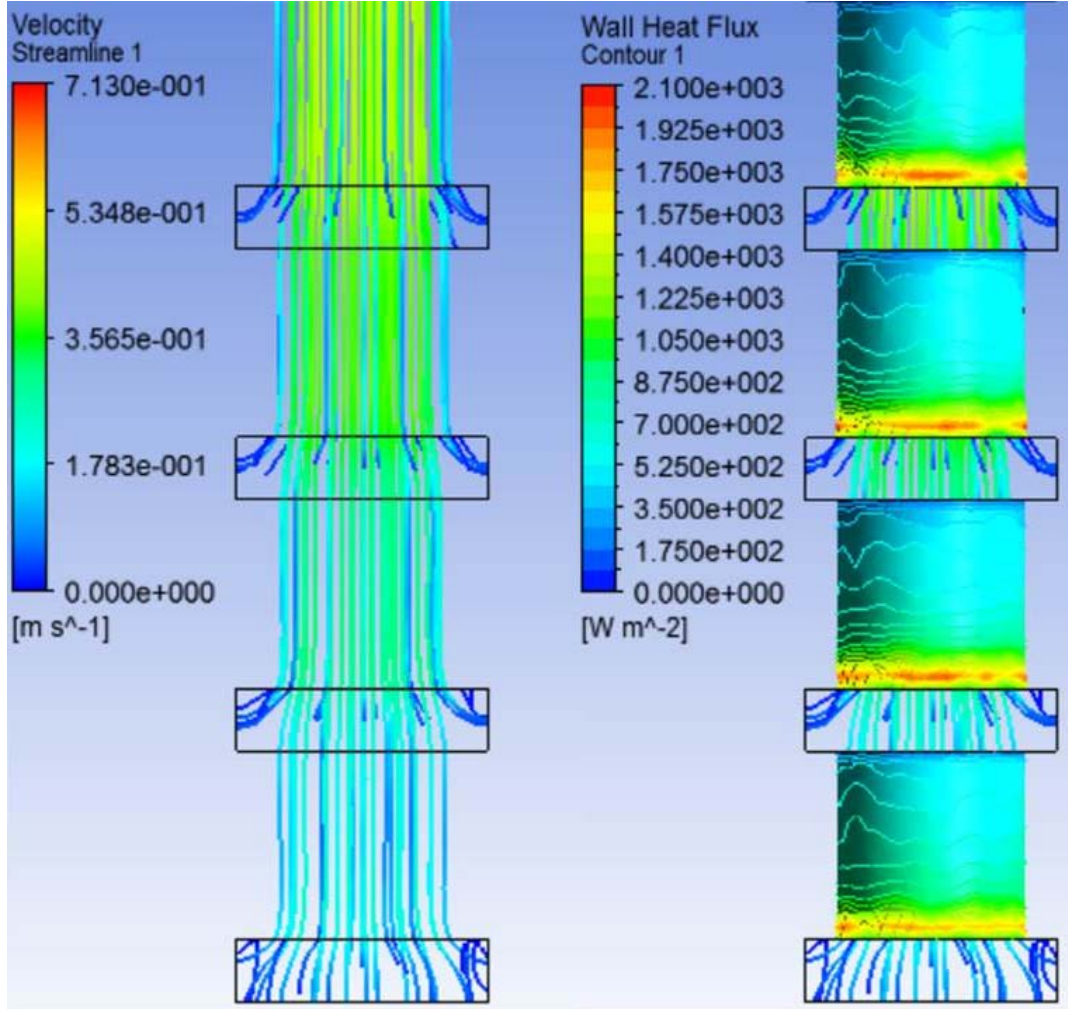 Velocity
Streamline 1
7.130e-001
5.348e-001
3.565e-001
1.783e-001
0.000e+000
[m s^-1]
Wall Heat Flux
Contour 1
2.100e+003
1.925e+003
1.750e+003
1.575e+003
1.400e+003
1.225e+003
1.050e+003
8.750e+002
7.000e+002
5.250e+002
3.500e+002
1.750e+002
0.000e+000
[W m^-2]